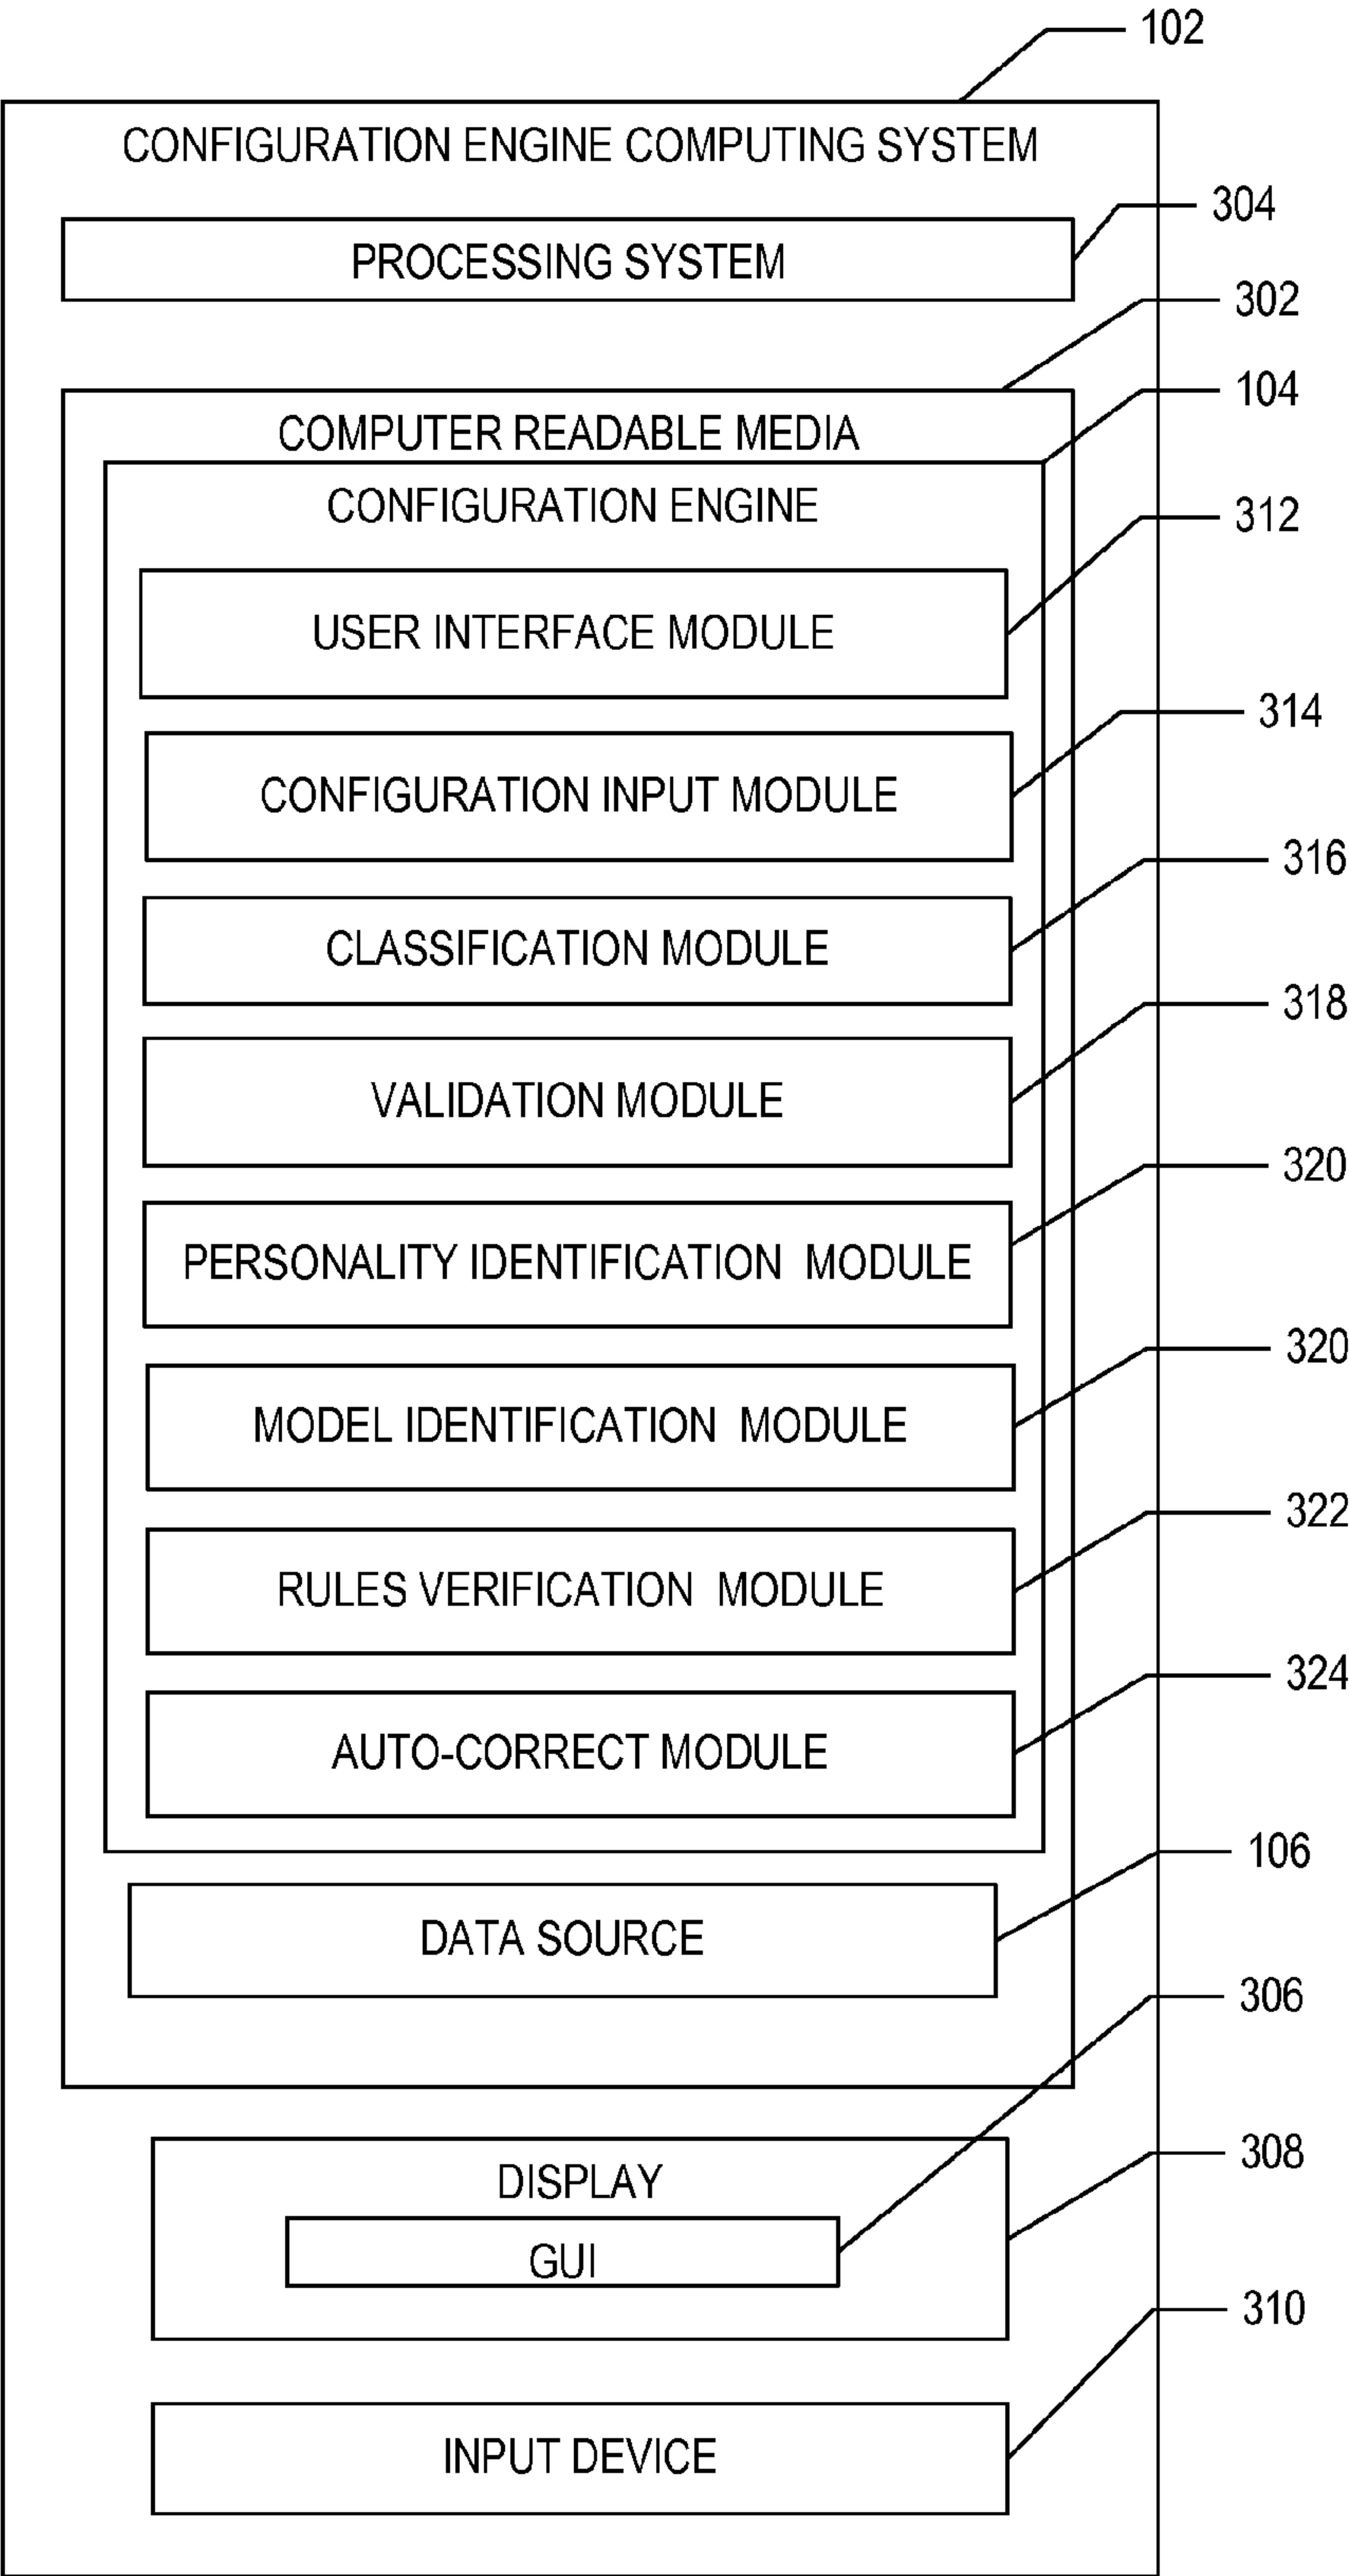 102
CONFIGURATION ENGINE COMPUTING SYSTEM
304
PROCESSING SYSTEM
302
104
COMPUTER READABLE MEDIA
CONFIGURATION ENGINE
312
USER INTERFACE MODULE
314
CONFIGURATION INPUT MODULE
316
CLASSIFICATION MODULE
318
VALIDATION MODULE
320
PERSONALITY IDENTIFICATION MODULE
320
MODEL IDENTIFICATION MODULE
322
RULES VERIFICATION MODULE
324
AUTO-CORRECT MODULE
106
DATA SOURCE
306
308
DISPLAY
GUI
310
INPUT DEVICE